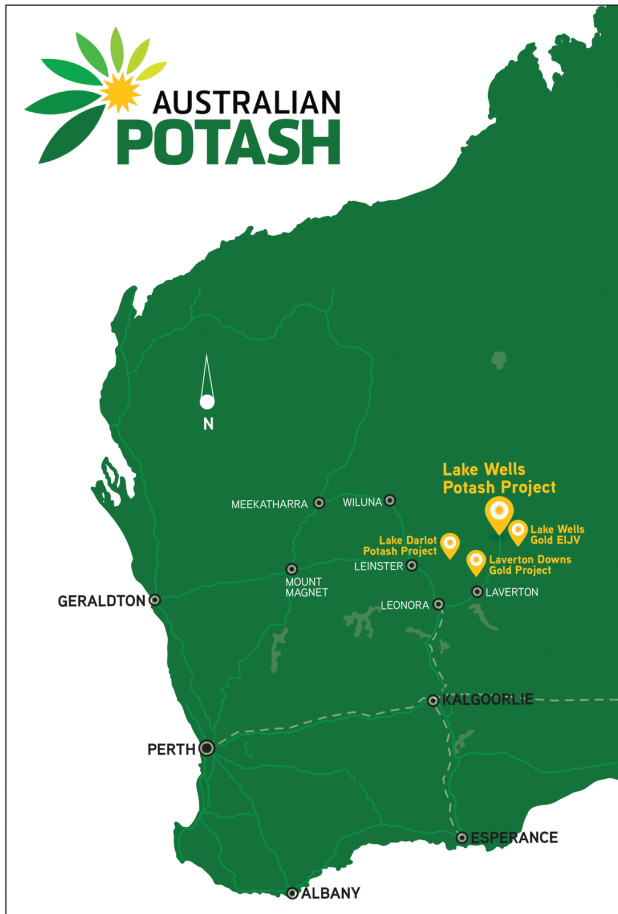 AUSTRALIAN
POTASH
N
Lake Wells
Potash Project
MEEKATHARRA
WILUNA
Lake Wells
Gold EIJV
Lake Darlot
Potash Project
Laverton Downs
Gold Project
LEINSTER
MOUNT
MAGNET
LAVERTON
GERALDTON
LEONORA
KALGOORLIE
PERTH
ESPERANCE
ALBANY